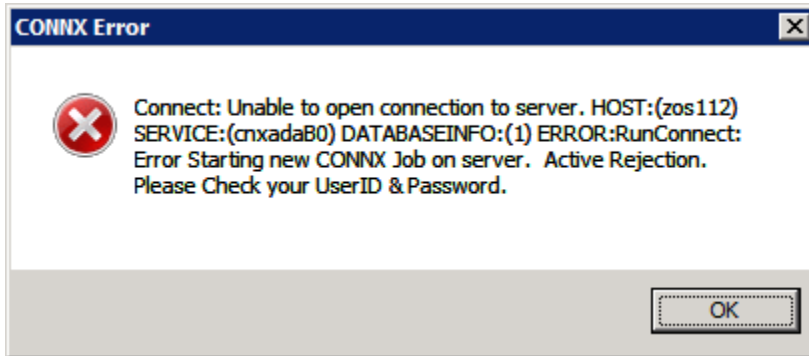 CONNX Error
Connect: Unable to open connection to server. HOST:(zos112)
SERVICE:(cnxadaB0) DATABASEINFO:(1) ERROR:RunConnect:
Error Starting new CONNX Job on server.  Active Rejection.
Please Check your UserID & Password.
OK